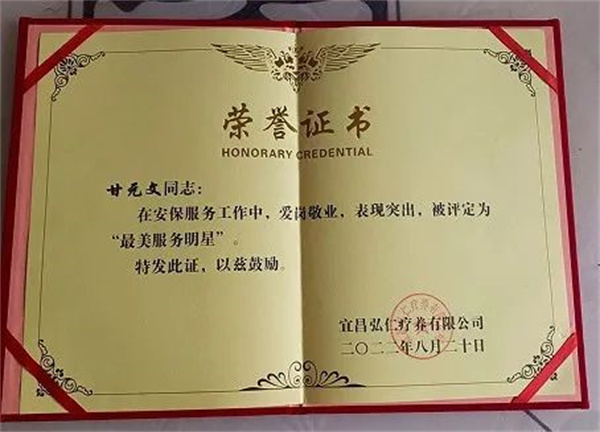 荣誉证书
HONORARY CREDENTIAL
甘元文同志：
在安保服务工作中，爱岗敬业，表现突出，被评定为
“最美服务明星”。
特发此证，以兹鼓励。
宜昌弘仁疗养有限公司
二〇二二年八月二十日